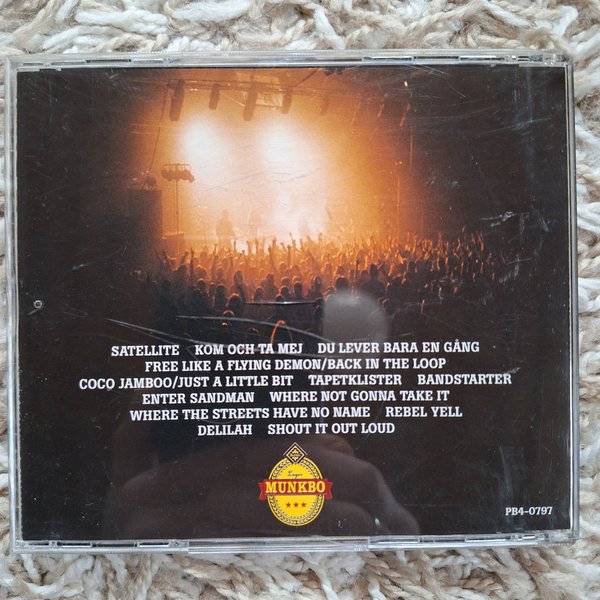 SATELLITE KOM OCH TA MEJ DU LEVER BARA EN GÅNG
FREE LIKE A FLYING DEMON/BACK IN THE LOOP
COCO JAMBOO/JUST A LITTLE BIT TAPETKLISTER BANDSTARTER
ENTER SANDMAN WHERE NOT GONNA TAKE IT
WHERE THE STREETS HAVE NO NAME REBEL YELL
DELILAH SHOUT IT OUT LOUD
Lager
MUNKBO
PB4-0797